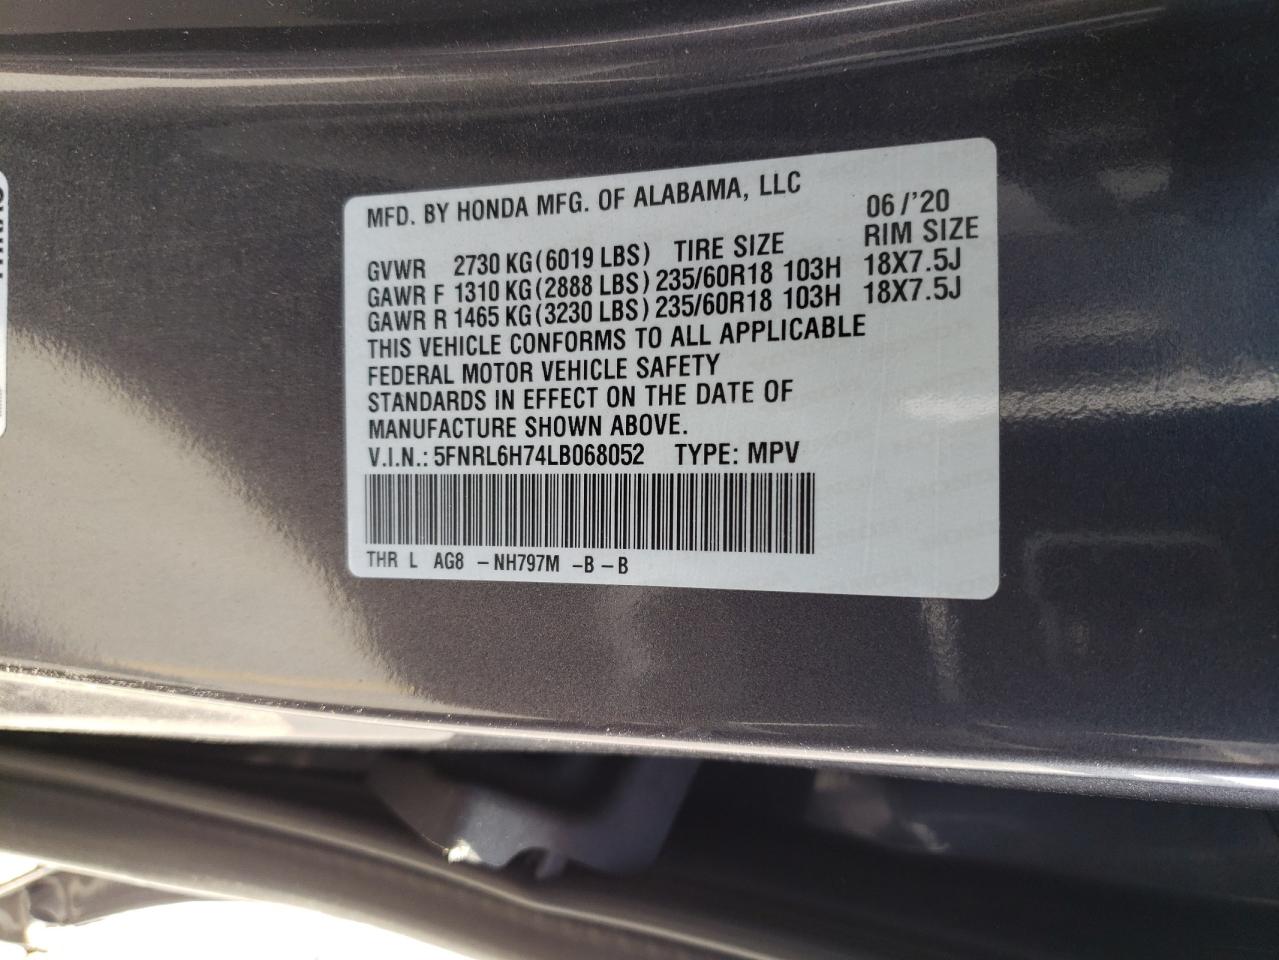 MFD. BY HONDA MFG. OF ALABAMA, LLC 06/'20
GVWR 2730 KG(6019 LBS) TIRE SIZE RIM SIZE
GAWR F 1310 KG(2888 LBS) 235/60R18 103H 18X7.5J
GAWR R 1465 KG(3230 LBS) 235/60R18 103H 18X7.5J
THIS VEHICLE CONFORMS TO ALL APPLICABLE
FEDERAL MOTOR VEHICLE SAFETY
STANDARDS IN EFFECT ON THE DATE OF
MANUFACTURE SHOWN ABOVE.
V.I.N.: 5FNRL6H74LB068052 TYPE: MPV
THR L AG8 -NH797M -B -B